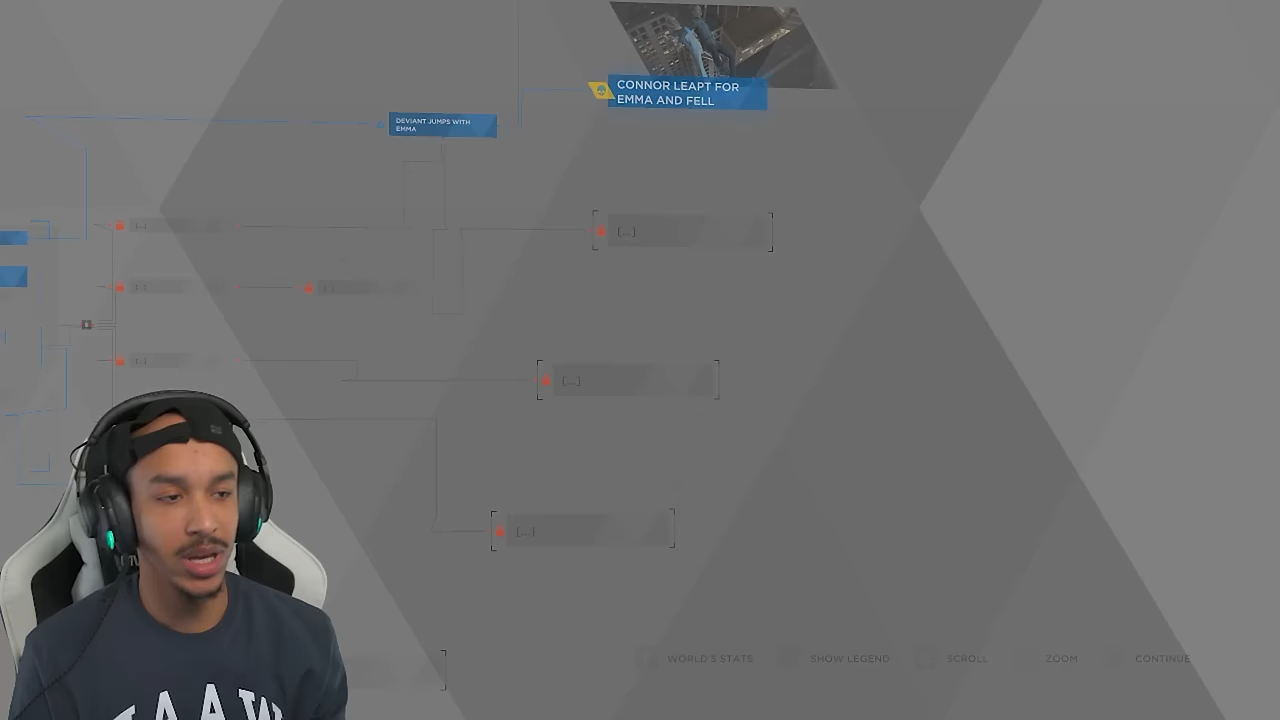 CONNOR LEAPT FOR
EMMA AND FELL
DEVIANT JUMPS WITH
EMMA
[...]
[...]
[...]
[...]
[...]
[...]
[...]
WORLD'S STATS
SHOW LEGEND
SCROLL
ZOOM
CONTINUE